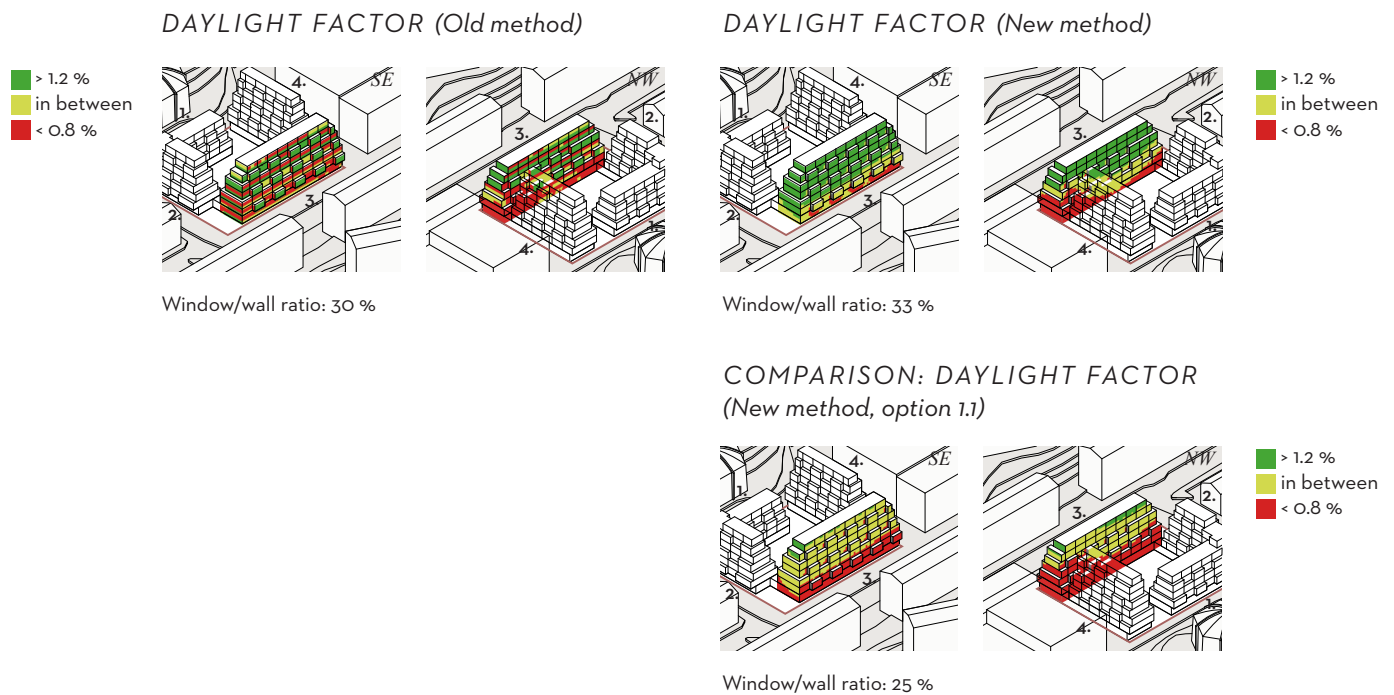 DAYLIGHT FACTOR (Old method)
> 1.2 %
in between
< 0.8 %
1.
2.
3.
4.
SE
1.
2.
3.
4.
NW
Window/wall ratio: 30 %
DAYLIGHT FACTOR (New method)
1.
2.
3.
4.
SE
1.
2.
3.
4.
NW
> 1.2 %
in between
< 0.8 %
Window/wall ratio: 33 %
COMPARISON: DAYLIGHT FACTOR
(New method, option 1.1)
1.
2.
3.
4.
SE
1.
2.
3.
4.
NW
> 1.2 %
in between
< 0.8 %
Window/wall ratio: 25 %